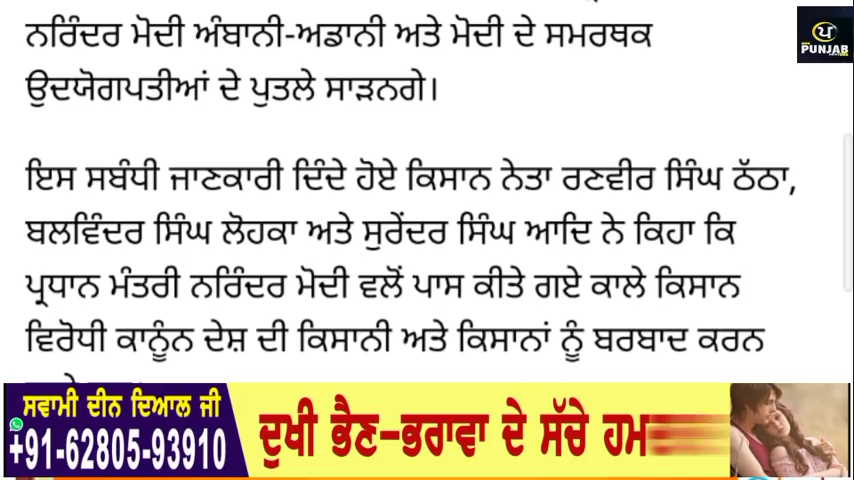 ਨਰਿੰਦਰ ਮੋਦੀ ਅੰਬਾਨੀ-ਅਡਾਨੀ ਅਤੇ ਮੋਦੀ ਦੇ ਸਮਰਥਕ
ਉਦਯੋਗਪਤੀਆਂ ਦੇ ਪੁਤਲੇ ਸਾੜਨਗੇ।
ਇਸ ਸਬੰਧੀ ਜਾਣਕਾਰੀ ਦਿੰਦੇ ਹੋਏ ਕਿਸਾਨ ਨੇਤਾ ਰਣਵੀਰ ਸਿੰਘ ਠੱਠਾ,
ਬਲਵਿੰਦਰ ਸਿੰਘ ਲੋਹਕਾ ਅਤੇ ਸੁਰੇਂਦਰ ਸਿੰਘ ਆਦਿ ਨੇ ਕਿਹਾ ਕਿ
ਪ੍ਰਧਾਨ ਮੰਤਰੀ ਨਰਿੰਦਰ ਮੋਦੀ ਵਲੋਂ ਪਾਸ ਕੀਤੇ ਗਏ ਕਾਲੇ ਕਿਸਾਨ
ਵਿਰੋਧੀ ਕਾਨੂੰਨ ਦੇਸ਼ ਦੀ ਕਿਸਾਨੀ ਅਤੇ ਕਿਸਾਨਾਂ ਨੂੰ ਬਰਬਾਦ ਕਰਨ
ਪ
PUNJAB
ਸਵਾਮੀ ਦੀਨ ਦਿਆਲ ਜੀ
+91-62805-93910
ਦੁਖੀ ਭੈਣ-ਭਰਾਵਾ ਦੇ ਸੱਚੇ ਹਮ